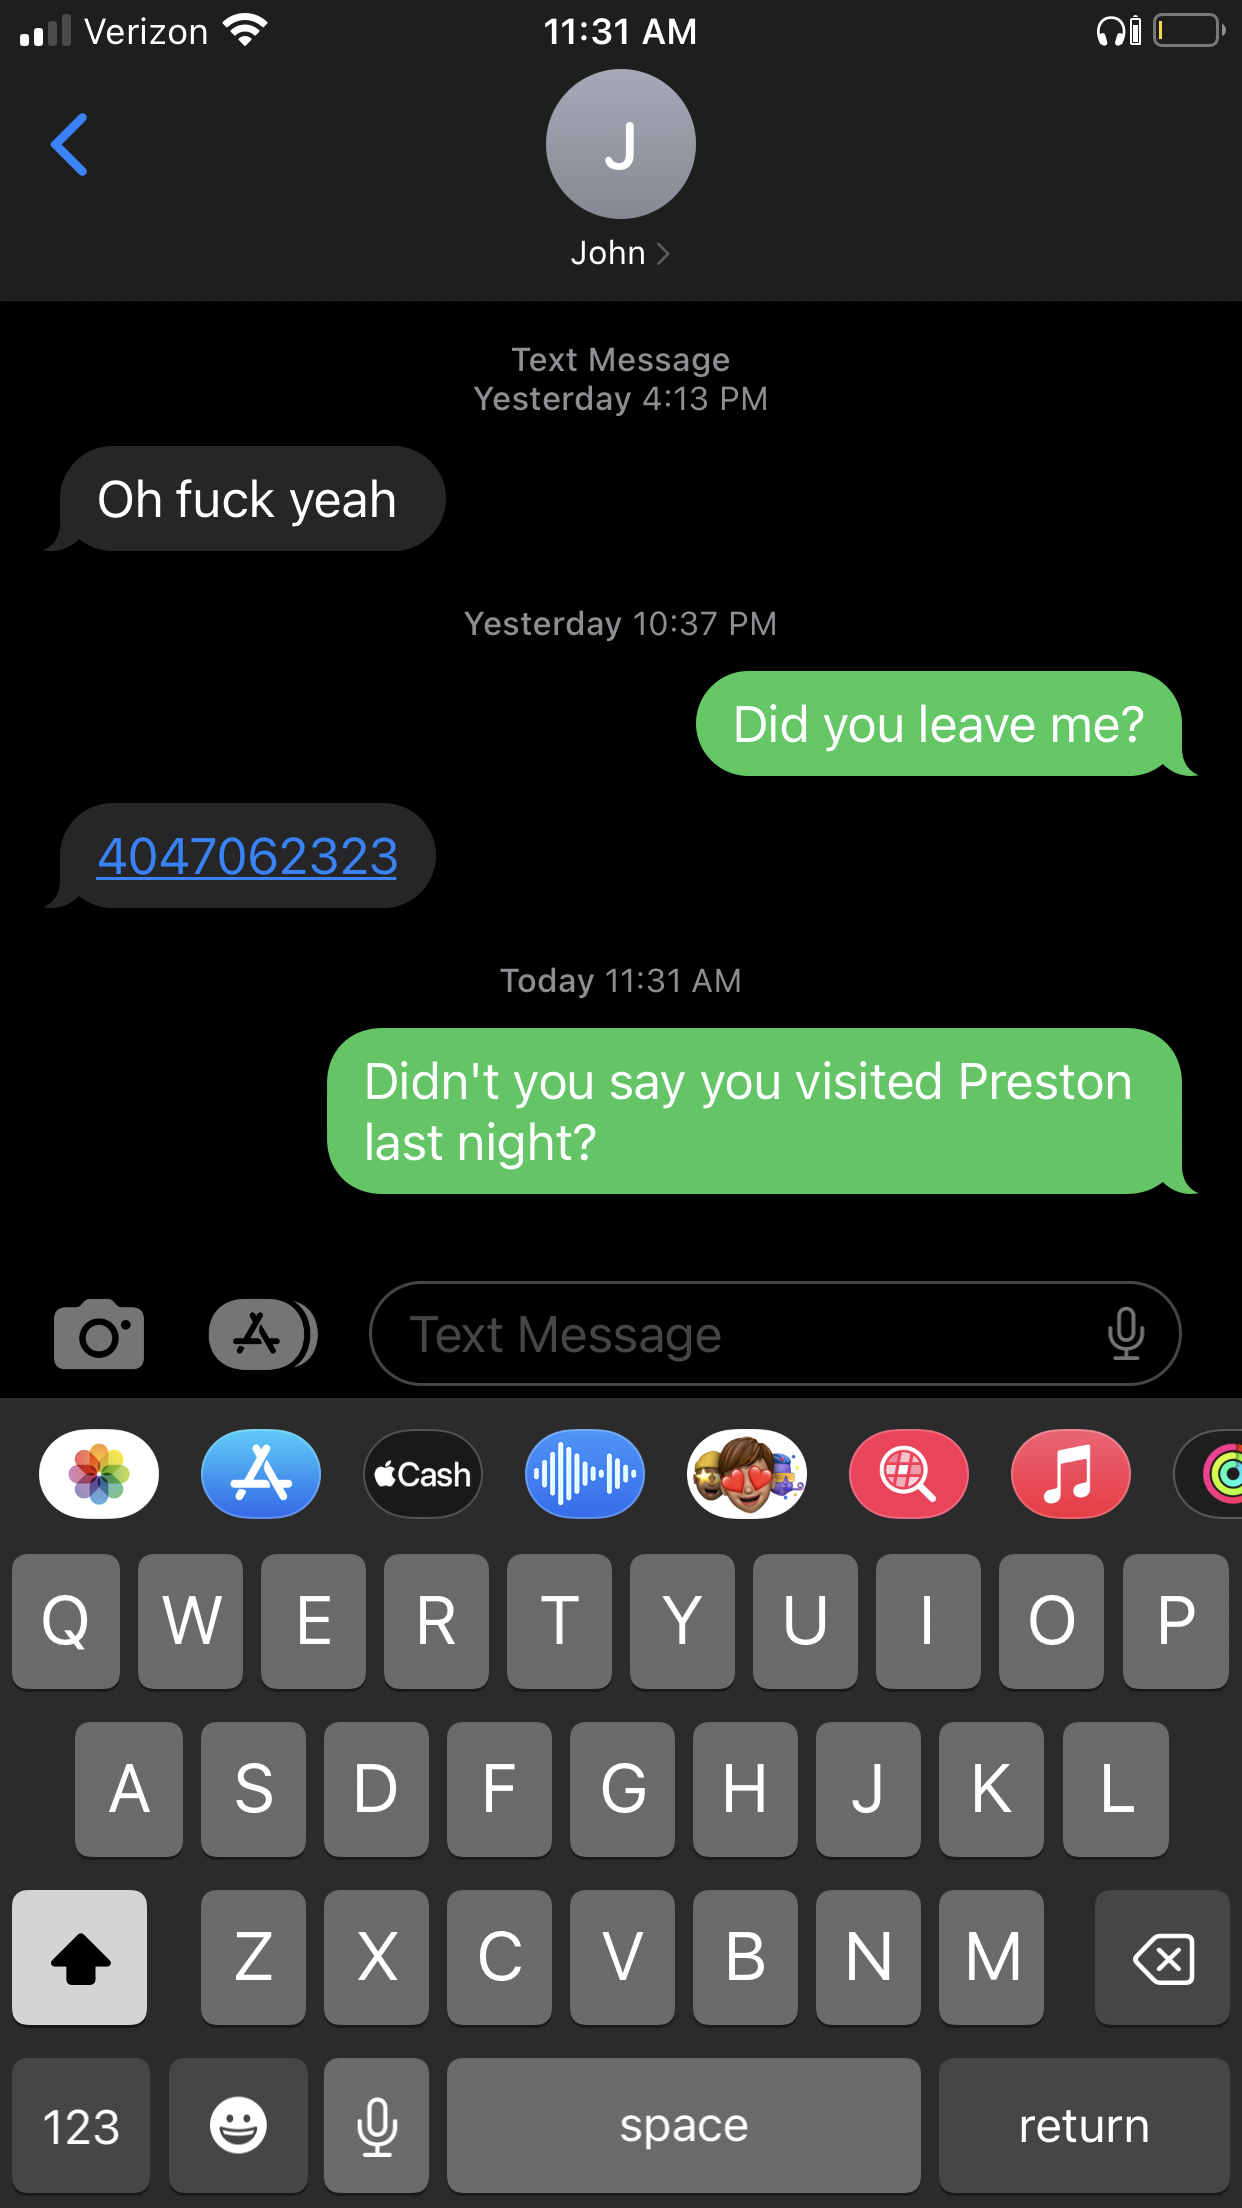 Verizon 11:31 AM
J
John
Text Message
Yesterday 4:13 PM
Oh fuck yeah
Yesterday 10:37 PM
Did you leave me?
4047062323
Today 11:31 AM
Didn't you say you visited Preston
last night?
Text Message
Cash
Q W E R T Y U I O P
A S D F G H J K L
Z X C V B N M
123 space return